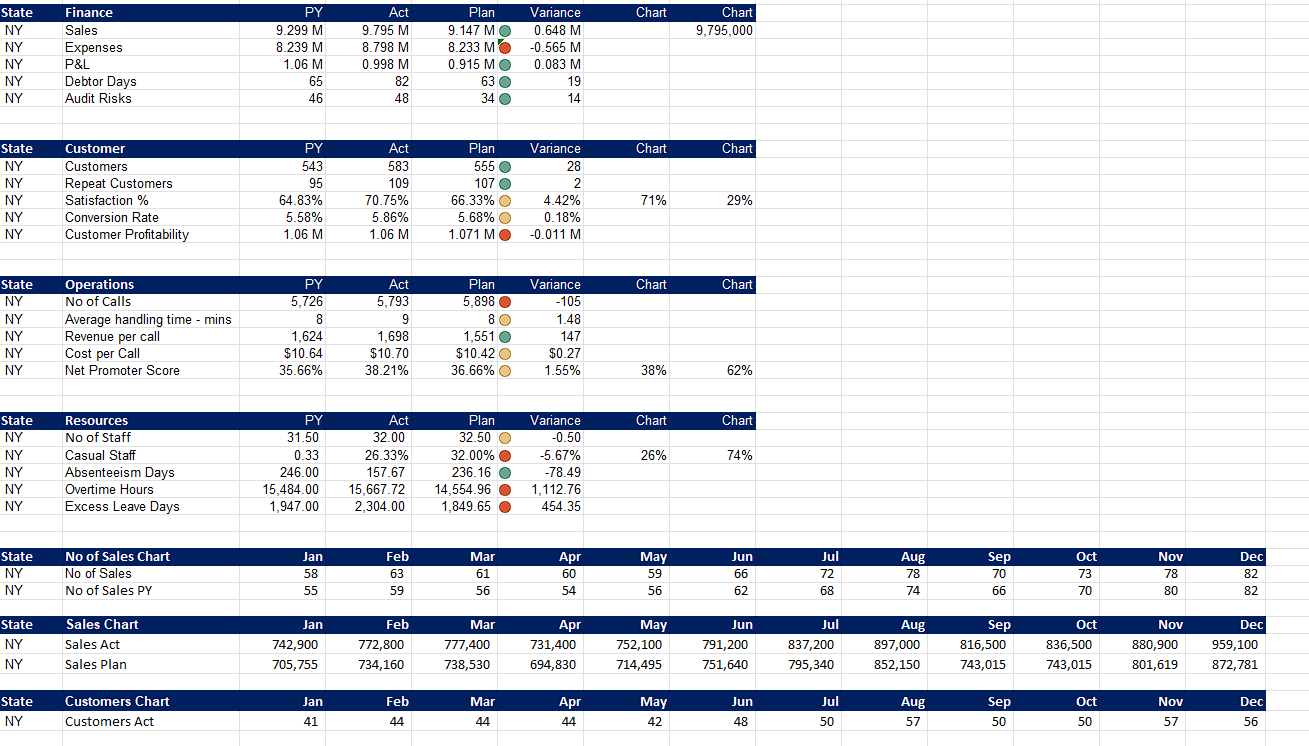 State Finance PY Act Plan Variance Chart Chart
NY Sales 9.299 M 9.795 M 9.147 M 0.648 M 9,795,000
NY Expenses 8.239 M 8.798 M 8.233 M -0.565 M
NY P&L 1.06 M 0.998 M 0.915 M 0.083 M
NY Debtor Days 65 82 63 19
NY Audit Risks 46 48 34 14
State Customer PY Act Plan Variance Chart Chart
NY Customers 543 583 555 28
NY Repeat Customers 95 109 107 2
NY Satisfaction % 64.83% 70.75% 66.33% 4.42% 71% 29%
NY Conversion Rate 5.58% 5.86% 5.68% 0.18%
NY Customer Profitability 1.06 M 1.06 M 1.071 M -0.011 M
State Operations PY Act Plan Variance Chart Chart
NY No of Calls 5,726 5,793 5,898 -105
NY Average handling time - mins 8 9 8 1.48
NY Revenue per call 1,624 1,698 1,551 147
NY Cost per Call $10.64 $10.70 $10.42 $0.27
NY Net Promoter Score 35.66% 38.21% 36.66% 1.55% 38% 62%
State Resources PY Act Plan Variance Chart Chart
NY No of Staff 31.50 32.00 32.50 -0.50
NY Casual Staff 0.33 26.33% 32.00% -5.67% 26% 74%
NY Absenteeism Days 246.00 157.67 236.16 -78.49
NY Overtime Hours 15,484.00 15,667.72 14,554.96 1,112.76
NY Excess Leave Days 1,947.00 2,304.00 1,849.65 454.35
State No of Sales Chart Jan Feb Mar Apr May Jun Jul Aug Sep Oct Nov Dec
NY No of Sales 58 63 61 60 59 66 72 78 70 73 78 82
NY No of Sales PY 55 59 56 54 56 62 68 74 66 70 80 82
State Sales Chart Jan Feb Mar Apr May Jun Jul Aug Sep Oct Nov Dec
NY Sales Act 742,900 772,800 777,400 731,400 752,100 791,200 837,200 897,000 816,500 836,500 880,900 959,100
NY Sales Plan 705,755 734,160 738,530 694,830 714,495 751,640 795,340 852,150 743,015 743,015 801,619 872,781
State Customers Chart Jan Feb Mar Apr May Jun Jul Aug Sep Oct Nov Dec
NY Customers Act 41 44 44 44 42 48 50 57 50 50 57 56